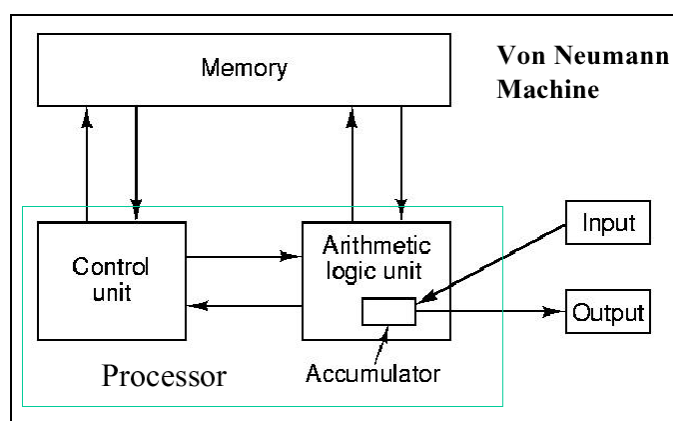 Memory
Von Neumann
Machine
Control
unit
Arithmetic
logic unit
Input
Output
Processor
Accumulator